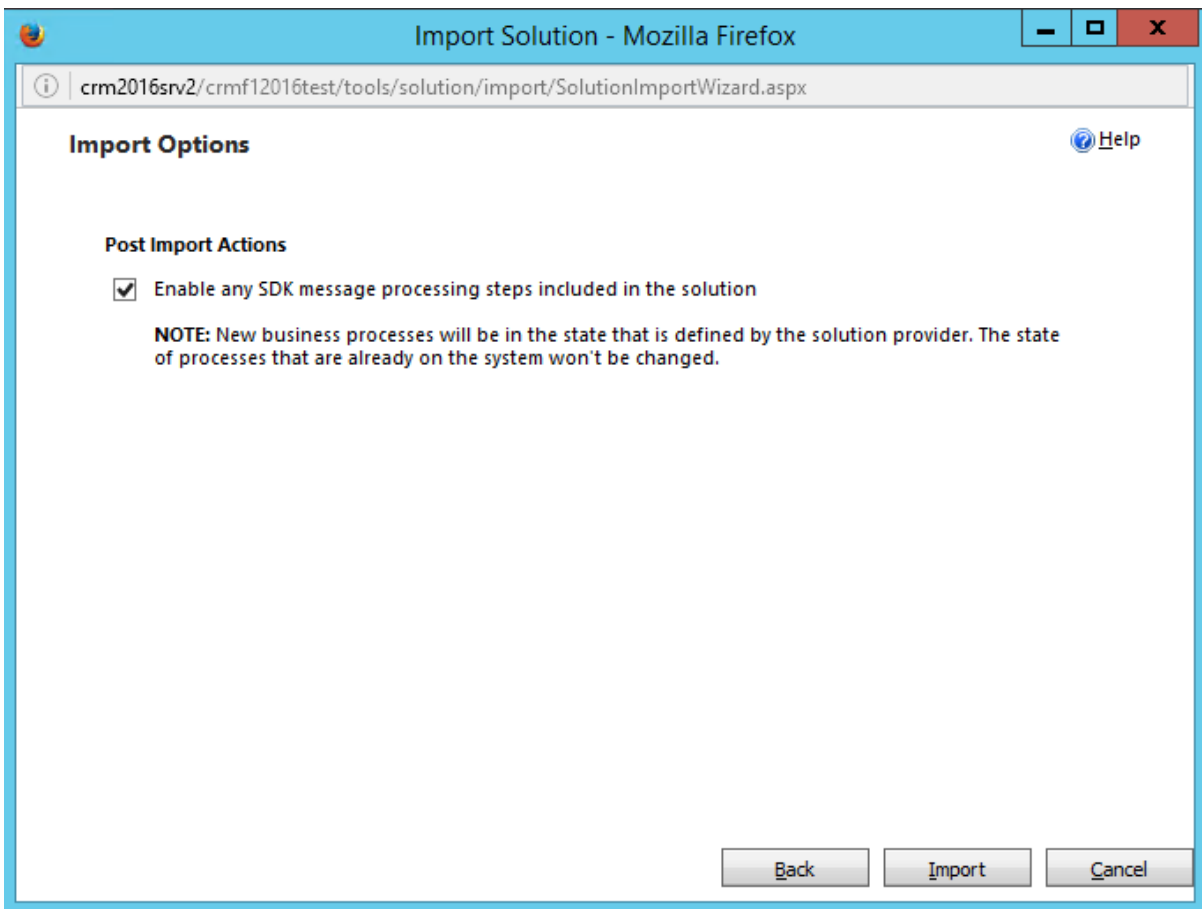 Import Solution - Mozilla Firefox
crm2016srv2/crmf12016test/tools/solution/import/SolutionImportWizard.aspx
Import Options
Help
Post Import Actions
Enable any SDK message processing steps included in the solution
NOTE: New business processes will be in the state that is defined by the solution provider. The state
of processes that are already on the system won't be changed.
Back Import Cancel